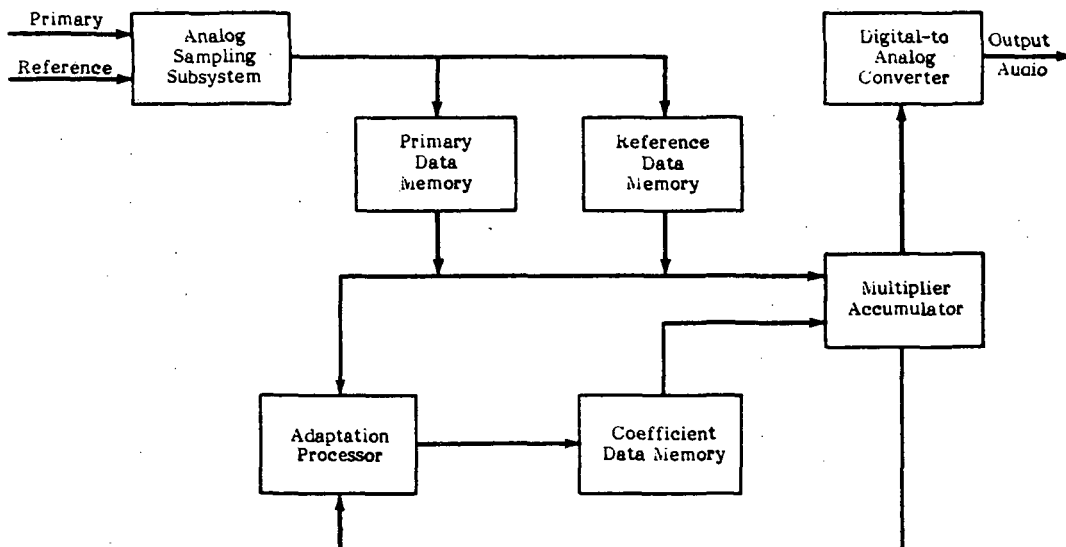 Primary
Reference
Analog
Sampling
Subsystem
Digital-to
Analog
Converter
Output
Audio
Primary
Data
Memory
Reference
Data
Memory
Multiplier
Accumulator
Adaptation
Processor
Coefficient
Data Memory